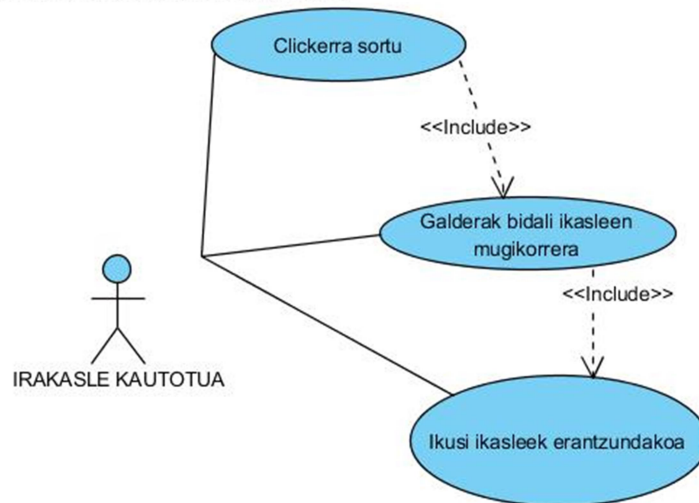 Clickerra sortu
<<Include>>
Galderak bidali ikasleen
mugikorrera
<<Include>>
IRAKASLE KAUTOTUA
Ikusi ikasleek erantzundakoa